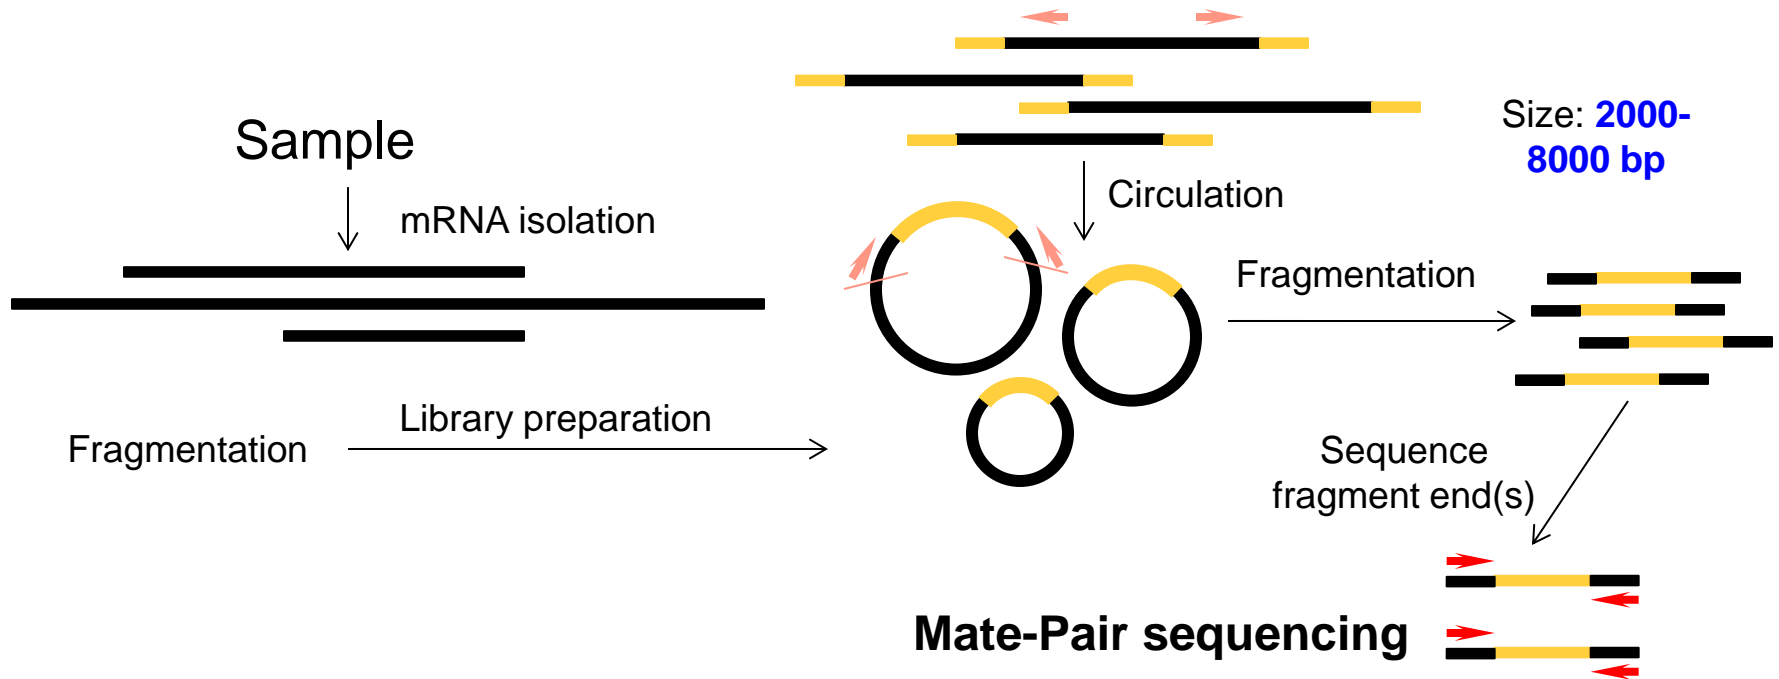 Sample
mRNA isolation
Fragmentation
Library preparation
Size: 2000-
8000 bp
Circulation
Fragmentation
Sequence
fragment end(s)
Mate-Pair sequencing